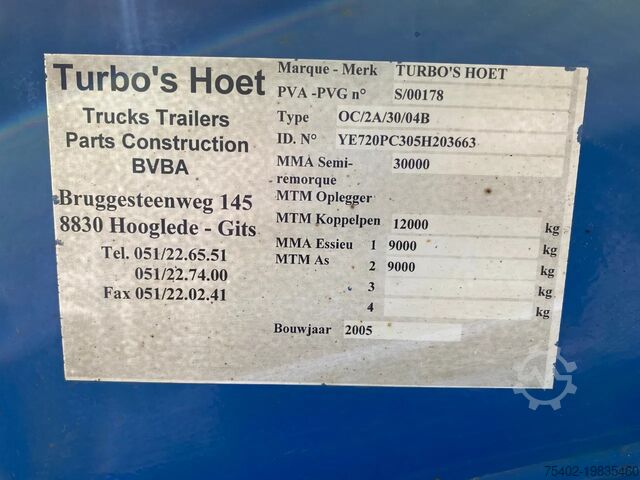 Turbo's Hoet
Trucks Trailers
Parts Construction
BVBA
Bruggesteenweg 145
8830 Hooglede - Gits
Tel. 051/22.65.51
051/22.74.00
Fax 051/22.02.41
Marque - Merk TURBO'S HOET
PVA -PVG n° S/00178
Type OC/2A/30/04B
ID. N° YE720PC305H203663
MMA Semi- 30000
remorque
MTM Oplegger
MTM Koppelpen 12000 kg
MMA Essieu 1 9000 kg
MTM As 2 9000 kg
3 kg
4 kg
Bouwjaar 2005
75402-19835460